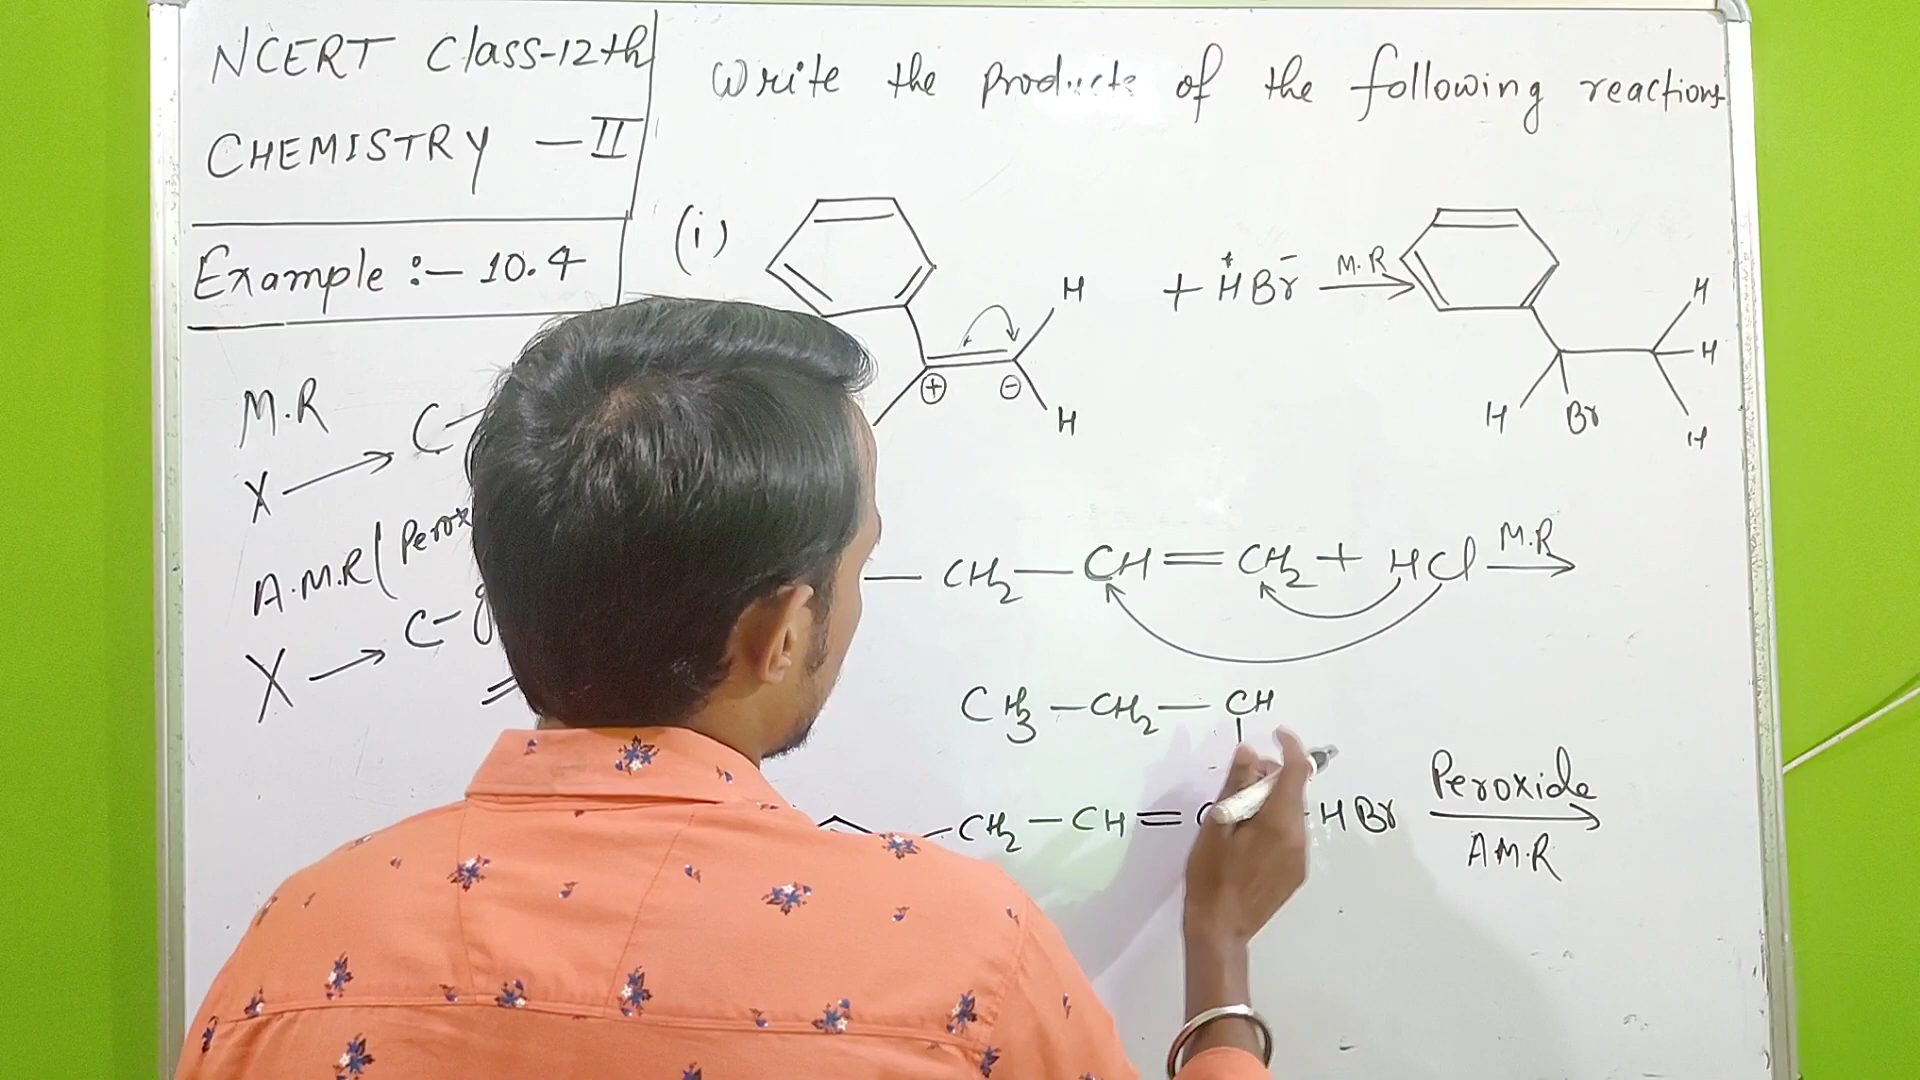 NCERT Class-12th
CHEMISTRY -II
Example :- 10.4
M.R
X → C-
A.M.R (Perox
X → C-
Write the products of the following reactions
(i)
H
H
+ + -
+ HBr M.R →
H
H
H
H Br
— CH2 — CH = CH2 + HCl M.R →
CH3 — CH2 — CH
— CH2 — CH = HBr Peroxide →
A.M.R